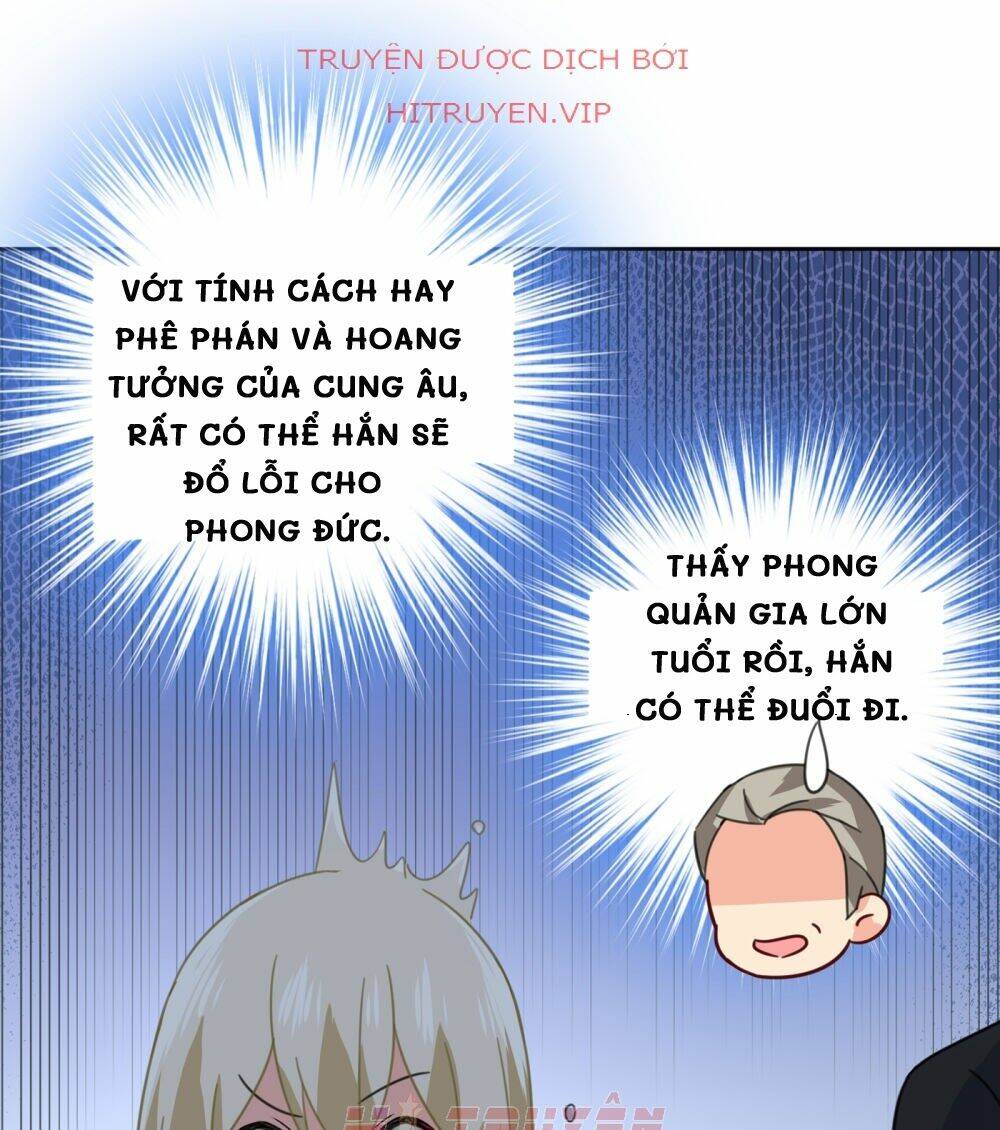 TRUYỆN ĐƯỢC DỊCH BỞI
HITRUYEN.VIP
VỚI TÍNH CÁCH HAY
PHÊ PHÁN VÀ HOANG
TƯỞNG CỦA CUNG ÂU,
RẤT CÓ THỂ HẮN SẼ
ĐỔ LỖI CHO
PHONG ĐỨC.
THẤY PHONG
QUẢN GIA LỚN
TUỔI RỒI, HẮN
CÓ THỂ ĐUỔI ĐI.